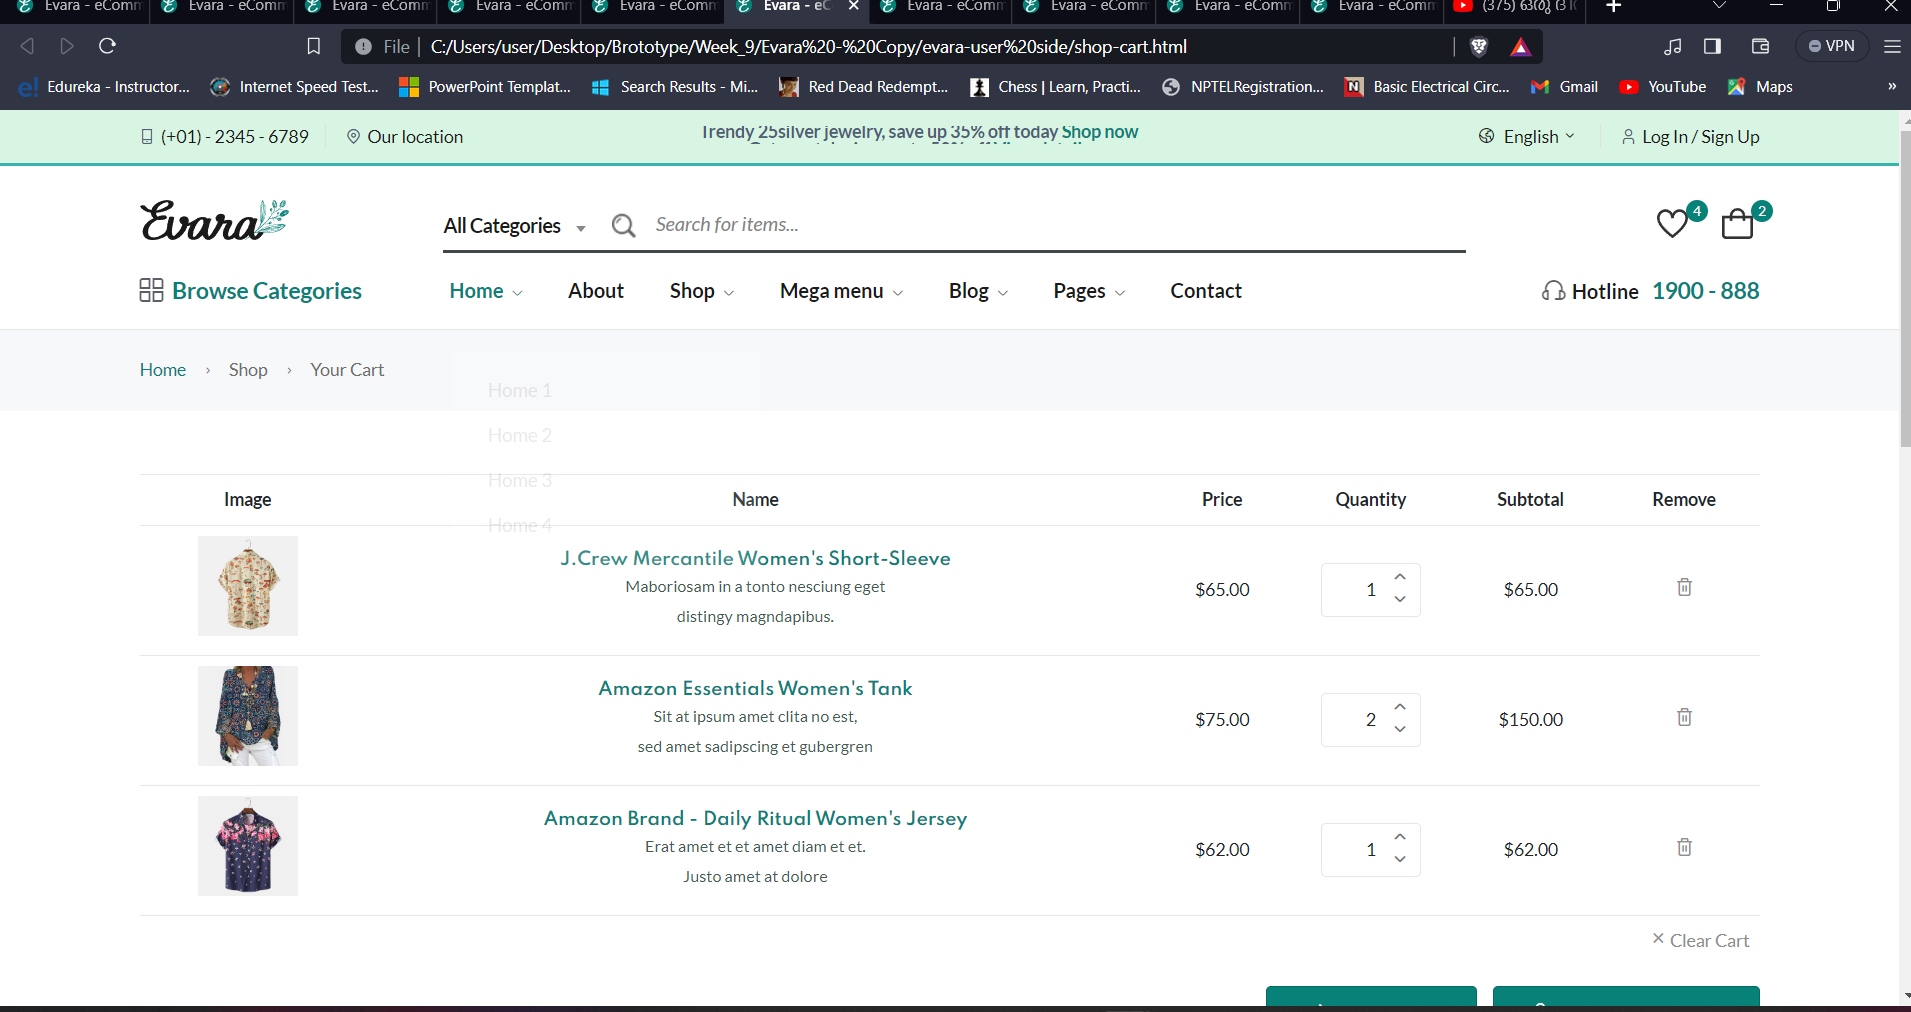 Evara - eComm Evara - eComm Evara - eComm Evara - eComm Evara - eCom Evara - eC Evara - eComm Evara - eComm Evara - eComm Evara - eComm (375)
File C:/Users/user/Desktop/Brototype/Week_9/Evara%20-%20Copy/evara-user%20side/shop-cart.html VPN
e! Edureka - Instructor... Internet Speed Test... PowerPoint Templat... Search Results - Mi... Red Dead Redempt... Chess | Learn, Practi... NPTELRegistration... N Basic Electrical Circ... Gmail YouTube Maps »
(+01) - 2345 - 6789 Our location Trendy 25silver jewelry, save up 35% off today Shop now English Log In / Sign Up
Evara All Categories Search for items... 4 2
Browse Categories Home About Shop Mega menu Blog Pages Contact Hotline 1900 - 888
Home › Shop › Your Cart
Home 1
Home 2
Home 3
Home 4
Image Name Price Quantity Subtotal Remove
J.Crew Mercantile Women's Short-Sleeve
Maboriosam in a tonto nesciung eget
distingy magndapibus.
$65.00 1 $65.00
Amazon Essentials Women's Tank
Sit at ipsum amet clita no est,
sed amet sadipscing et gubergren
$75.00 2 $150.00
Amazon Brand - Daily Ritual Women's Jersey
Erat amet et et amet diam et et.
Justo amet at dolore
$62.00 1 $62.00
× Clear Cart